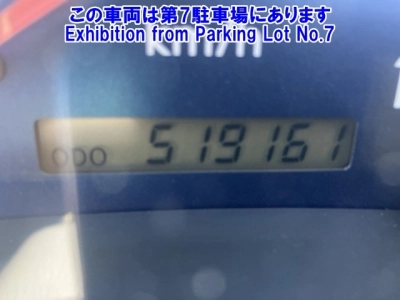 この車両は第7駐車場にあります
Exhibition from Parking Lot No.7
km/h
ODO 519161